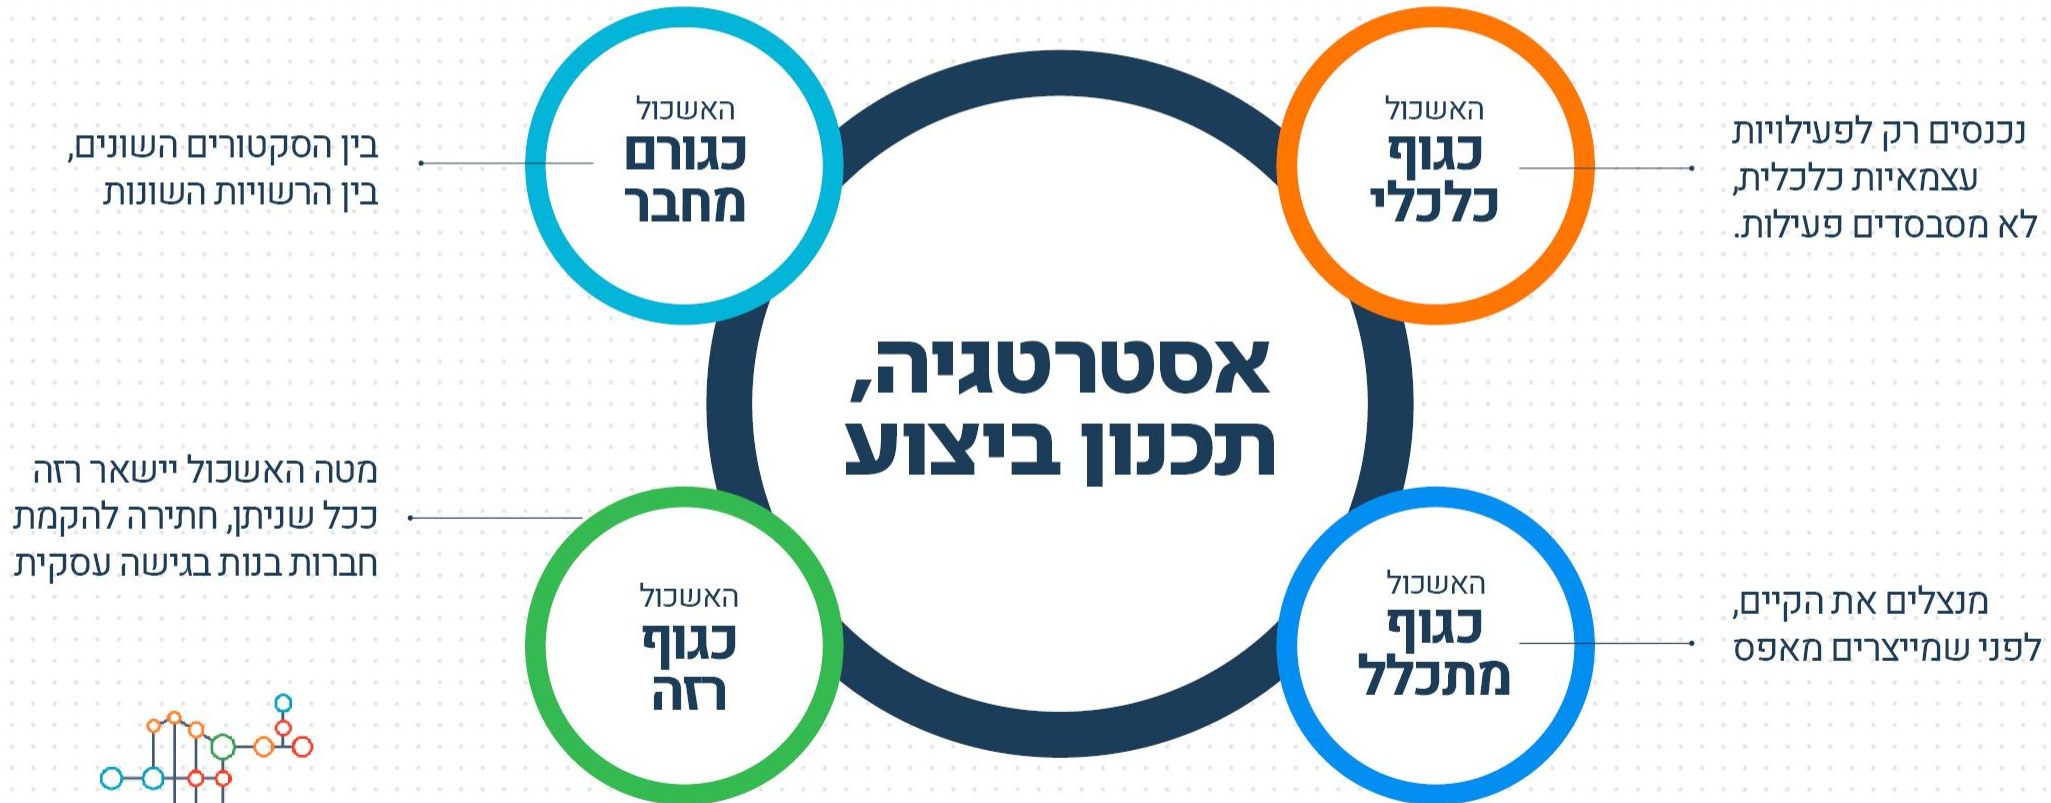 האשכול
כגוף
כלכלי
נכנסים רק לפעילויות
עצמאיות כלכלית,
לא מסבסדים פעילות.
האשכול
כגורם
מחבר
בין הסקטורים השונים,
בין הרשויות השונות
אסטרטגיה,
תכנון ביצוע
האשכול
כגוף
מתכלל
מנצלים את הקיים,
לפני שמייצרים מאפס
האשכול
כגוף
רזה
מטה האשכול יישאר רזה
ככל שניתן, חתירה להקמת
חברות בנות בגישה עסקית